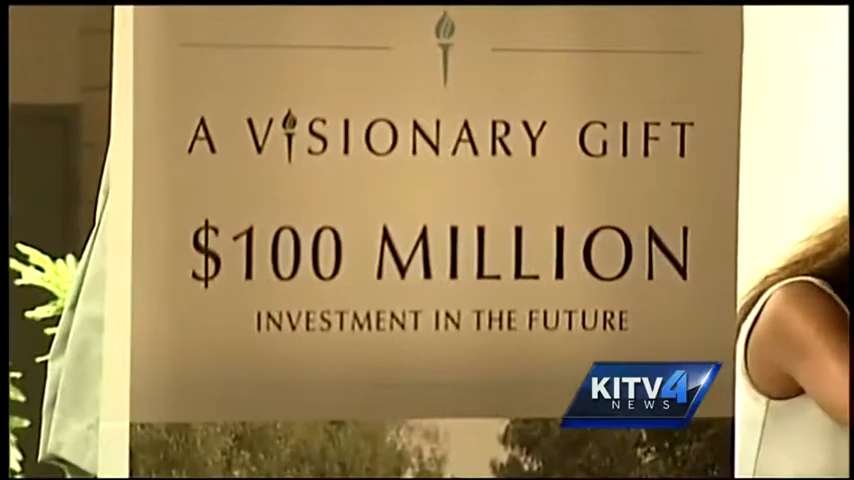 A VISIONARY GIFT
$100 MILLION
INVESTMENT IN THE FUTURE
KITV4
NEWS